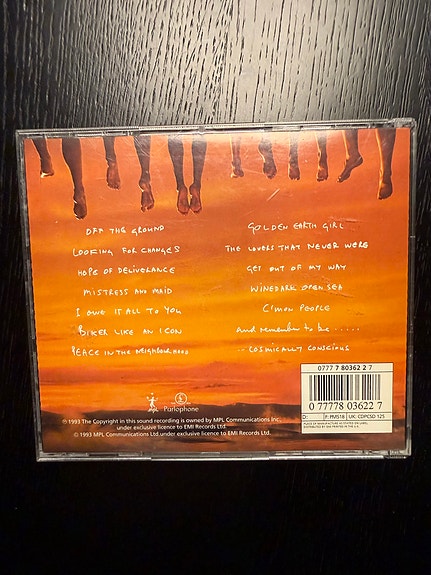 OFF THE GROUND
LOOKING FOR CHANGES
HOPE OF DELIVERANCE
MISTRESS AND MAID
I OWE IT ALL TO YOU
BIKER LIKE AN ICON
PEACE IN THE NEIGHBOURHOOD
GOLDEN EARTH GIRL
THE LOVERS THAT NEVER WERE
GET OUT OF MY WAY
WINEDARK OPEN SEA
C'MON PEOPLE
And remember to be .....
.. COSMICALLY CONSCIOUS
Parlophone
℗ 1993 The Copyright in this sound recording is owned by MPL Communications Inc.
under exclusive licence to EMI Records Ltd.
© 1993 MPL Communications Ltd under exclusive licence to EMI Records Ltd.
0777 7 80362 2 7
0 77778 03622 7
D: F: PM518 UK: CDPCSD 125